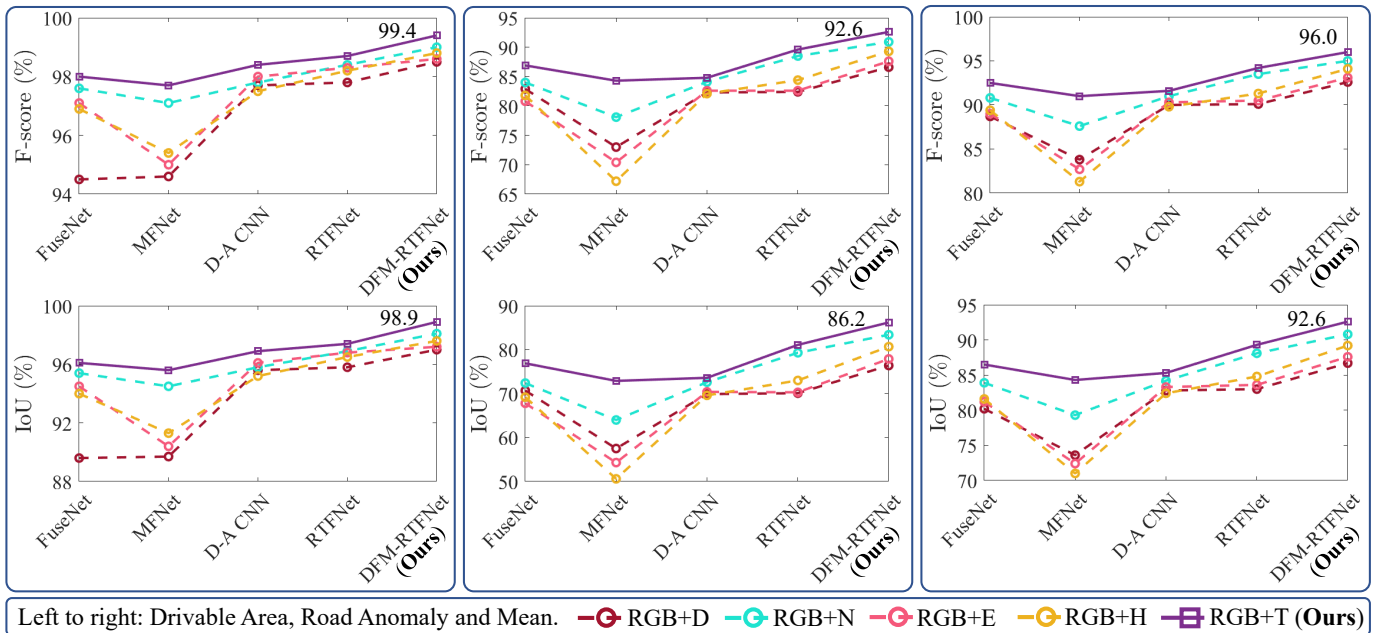 100
98
96
94
F-score (%)
99.4
FuseNet
MFNet
D-A CNN
RTFNet
DFM-RTFNet
(Ours)
95
90
85
80
75
70
65
F-score (%)
92.6
FuseNet
MFNet
D-A CNN
RTFNet
DFM-RTFNet
(Ours)
100
95
90
85
80
F-score (%)
96.0
FuseNet
MFNet
D-A CNN
RTFNet
DFM-RTFNet
(Ours)
100
96
92
88
IoU (%)
98.9
FuseNet
MFNet
D-A CNN
RTFNet
DFM-RTFNet
(Ours)
90
80
70
60
50
IoU (%)
86.2
FuseNet
MFNet
D-A CNN
RTFNet
DFM-RTFNet
(Ours)
95
90
85
80
75
70
IoU (%)
92.6
FuseNet
MFNet
D-A CNN
RTFNet
DFM-RTFNet
(Ours)
Left to right: Drivable Area, Road Anomaly and Mean. RGB+D RGB+N RGB+E RGB+H RGB+T (Ours)